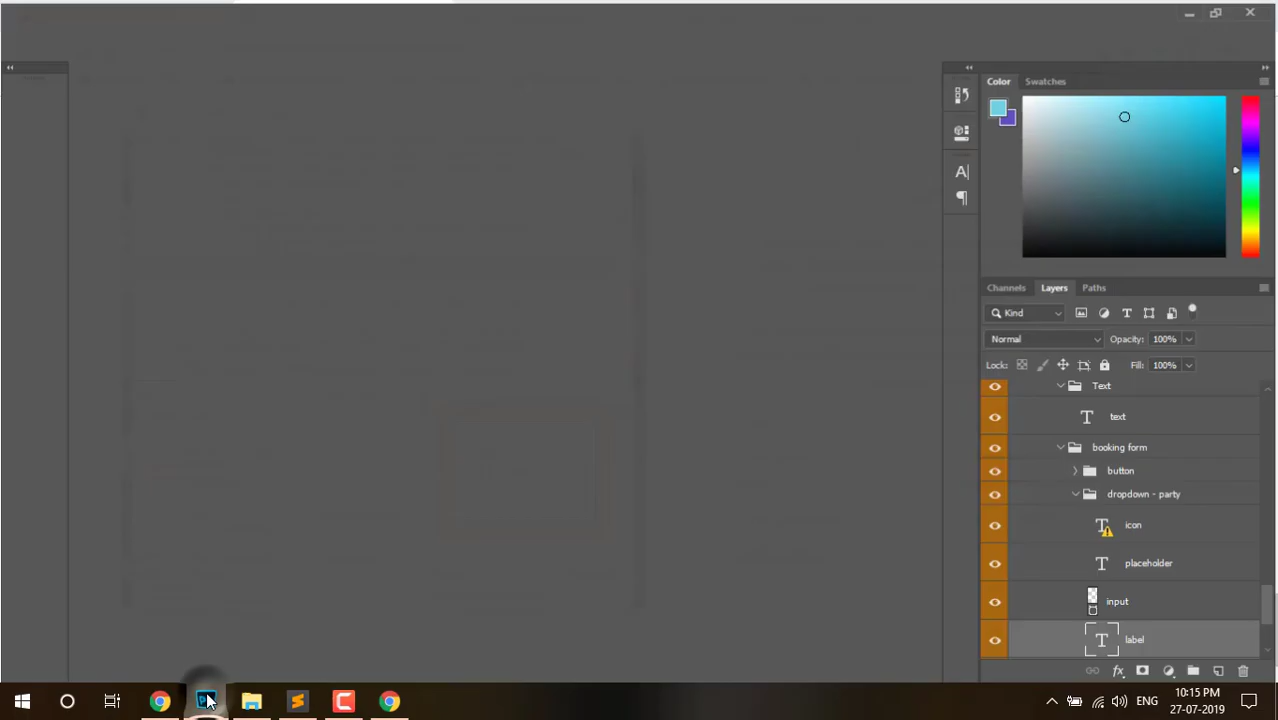 Color Swatches
A|
Channels Layers Paths
Kind
Normal Opacity: 100%
Lock: Fill: 100%
Text
T text
booking form
button
dropdown - party
T icon
T placeholder
input
T label
ENG 10:15 PM
27-07-2019